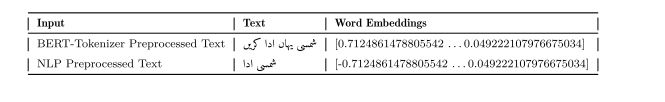 Input | Text | Word Embeddings
BERT-Tokenizer Preprocessed Text | شمسی یہاں ادا کریں | [0.7124861478805542 ...0.049222107976675034]
NLP Preprocessed Text | شمسی ادا | [-0.7124861478805542 ...0.049222107976675034]